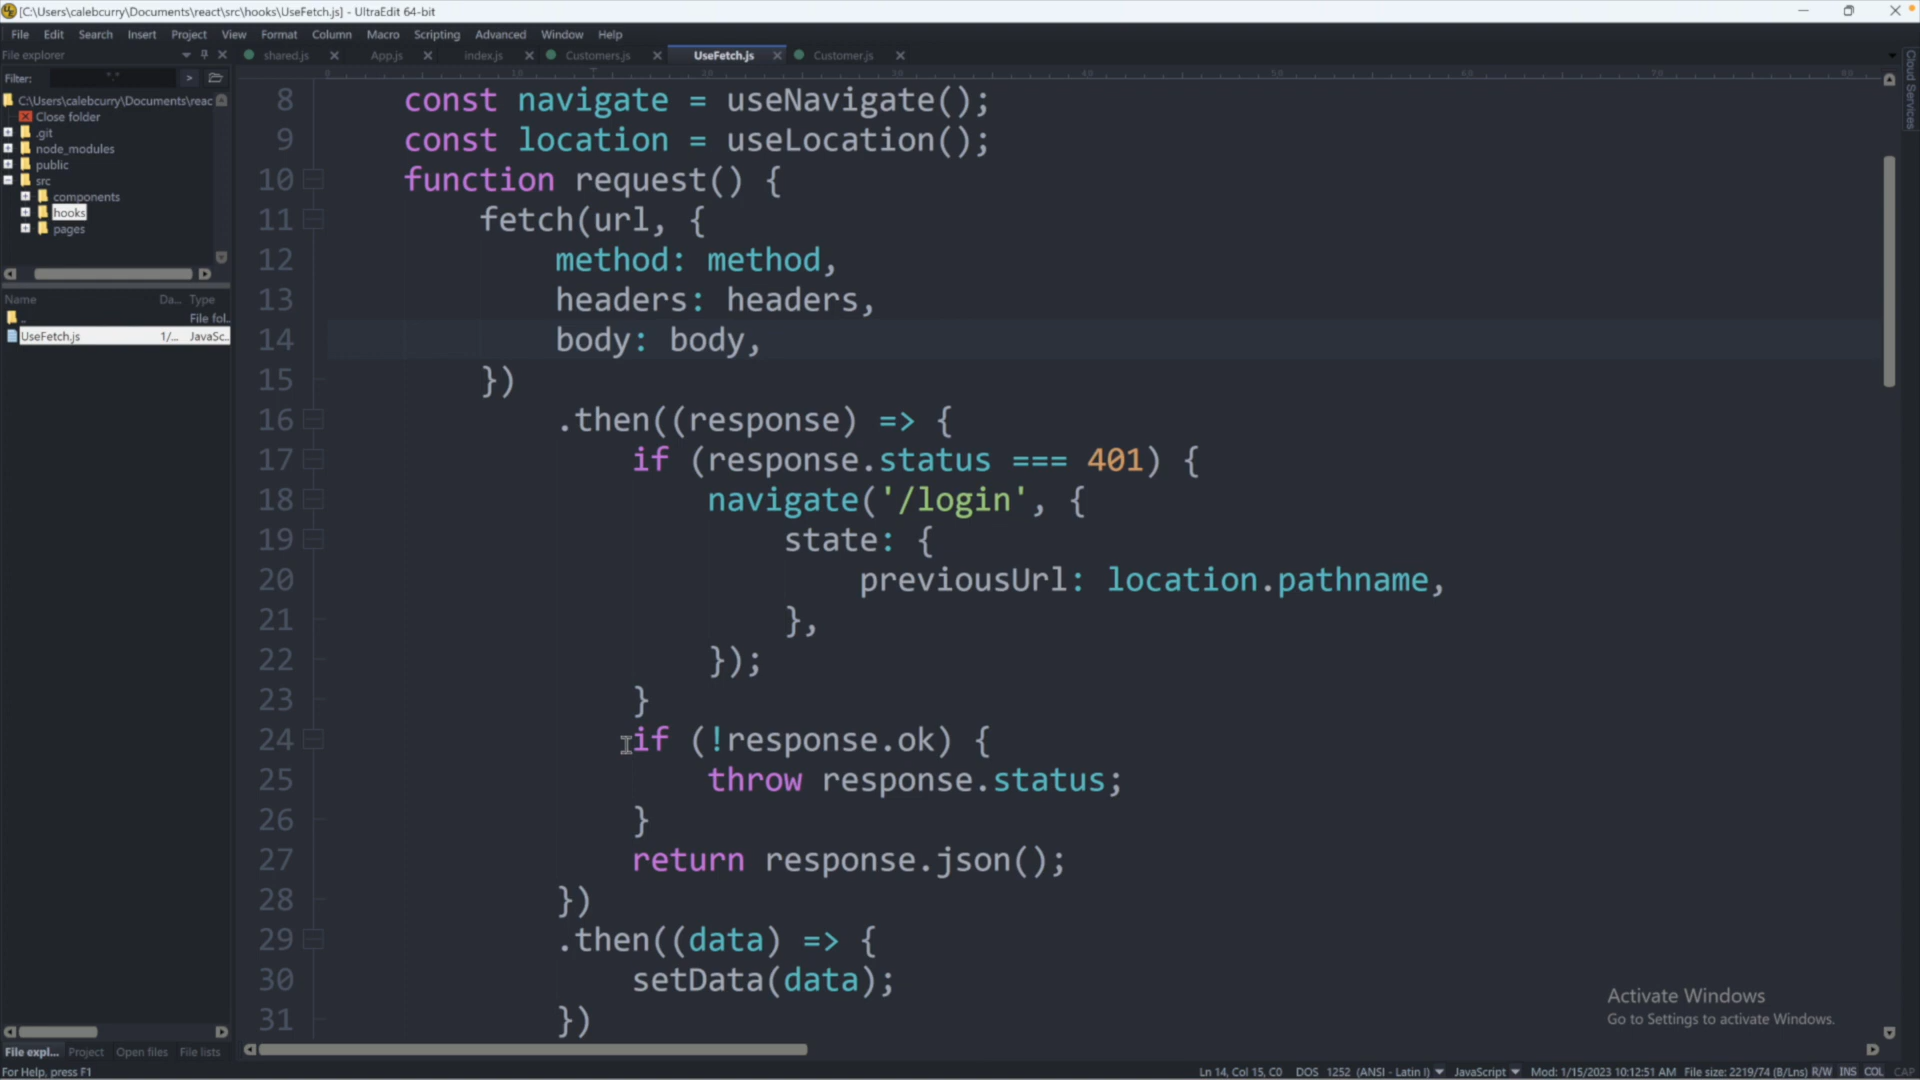 [C:\Users\calebcurry\Documents\react\src\hooks\UseFetch.js] - UltraEdit 64-bit
File Edit Search Insert Project View Format Column Macro Scripting Advanced Window Help
File explorer
shared.js App.js index.js Customers.js UseFetch.js Customer.js
Filter: *.* >
C:\Users\calebcurry\Documents\reac
Close folder
.git
node_modules
public
src
components
hooks
pages
Name Da... Type
.. File fol..
UseFetch.js 1/... JavaSc..
8 const navigate = useNavigate();
9 const location = useLocation();
10 function request() {
11 fetch(url, {
12 method: method,
13 headers: headers,
14 body: body,
15 })
16 .then((response) => {
17 if (response.status === 401) {
18 navigate('/login', {
19 state: {
20 previousUrl: location.pathname,
21 },
22 });
23 }
24 if (!response.ok) {
25 throw response.status;
26 }
27 return response.json();
28 })
29 .then((data) => {
30 setData(data);
31 })
Cloud Services
Activate Windows
Go to Settings to activate Windows.
File expl... Project Open files File lists
For Help, press F1
Ln 14, Col 15, C0 DOS 1252 (ANSI - Latin I) JavaScript Mod: 1/15/2023 10:12:51 AM File size: 2219/74 (B/Lns) R/W INS COL CAP